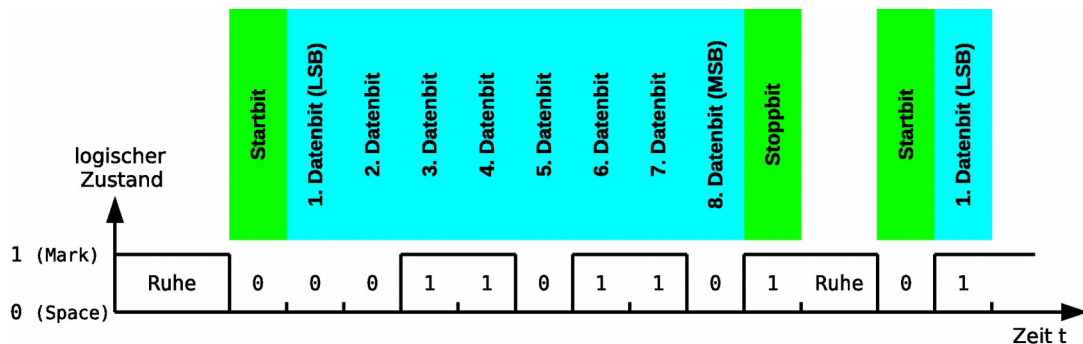 Startbit
1. Datenbit (LSB)
2. Datenbit
3. Datenbit
4. Datenbit
5. Datenbit
6. Datenbit
7. Datenbit
8. Datenbit (MSB)
Stoppbit
Startbit
1. Datenbit (LSB)
logischer
Zustand
1 (Mark)
Ruhe 0 0 0 1 1 0 1 1 0 1 Ruhe 0 1
0 (Space)
Zeit t